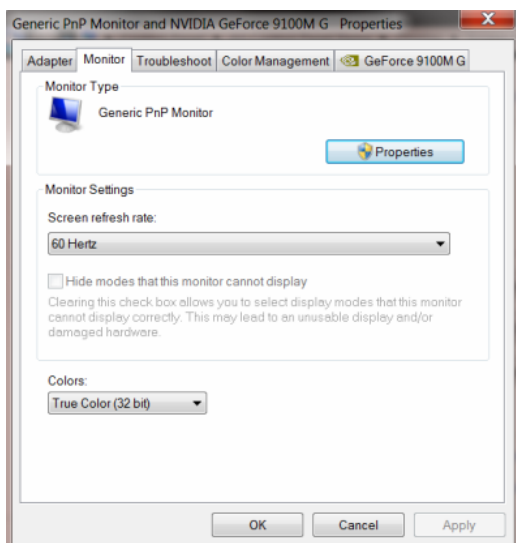 Generic PnP Monitor and NVIDIA GeForce 9100M G Properties
Adapter Monitor Troubleshoot Color Management GeForce 9100M G
Monitor Type
Generic PnP Monitor
Properties
Monitor Settings
Screen refresh rate:
60 Hertz
Hide modes that this monitor cannot display
Clearing this check box allows you to select display modes that this monitor
cannot display correctly. This may lead to an unusable display and/or
damaged hardware.
Colors:
True Color (32 bit)
OK Cancel Apply